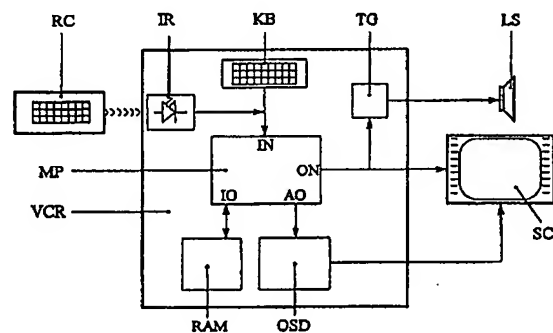 RC IR KB TG LS
IN
MP ON
IO AO
VCR
SC
RAM OSD